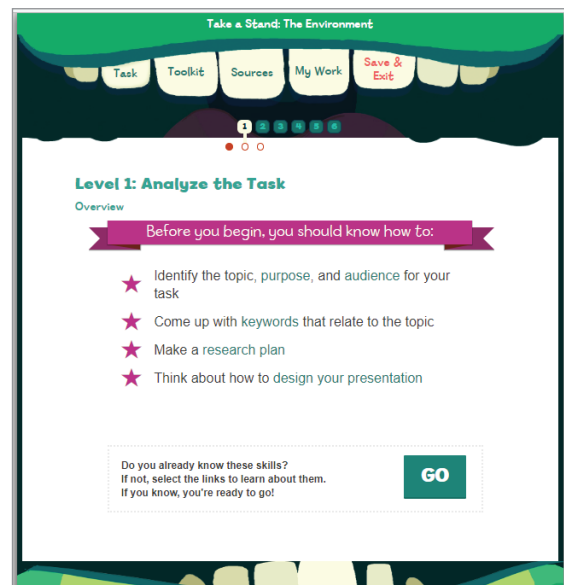 Take a Stand: The Environment
Task
Toolkit
Sources
My Work
Save &
Exit
1 2 3 4 5 6
Level 1: Analyze the Task
Overview
Before you begin, you should know how to:
Identify the topic, purpose, and audience for your
task
Come up with keywords that relate to the topic
Make a research plan
Think about how to design your presentation
Do you already know these skills?
If not, select the links to learn about them.
If you know, you're ready to go!
GO